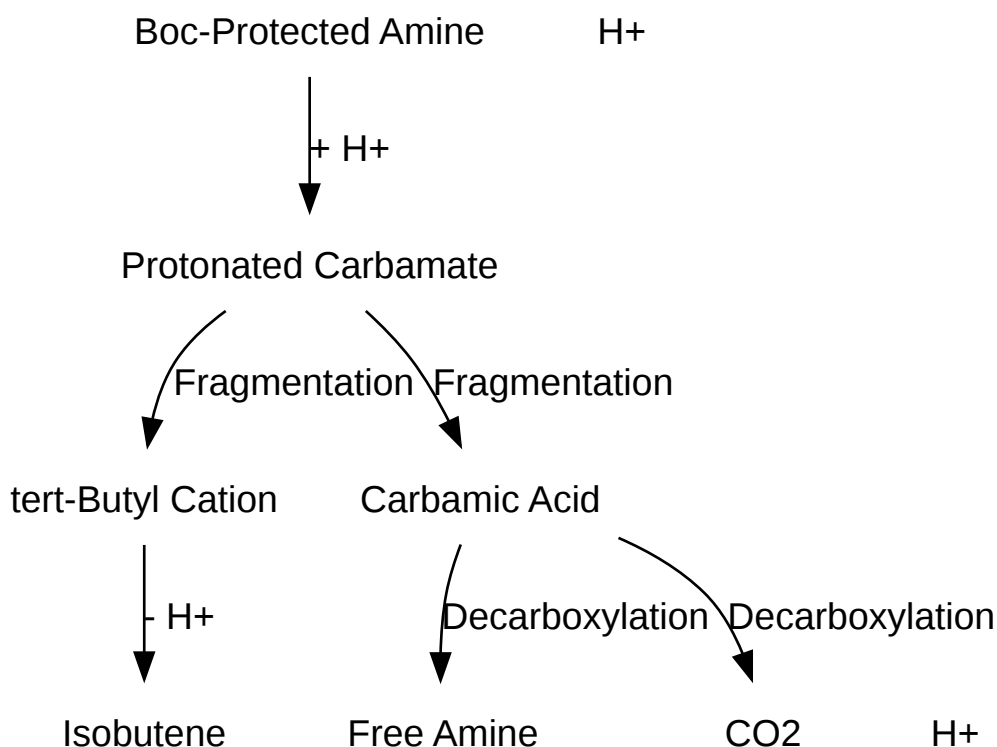 Boc-Protected Amine H+
+ H+
Protonated Carbamate
Fragmentation Fragmentation
tert-Butyl Cation Carbamic Acid
- H+ Decarboxylation Decarboxylation
Isobutene Free Amine CO2 H+